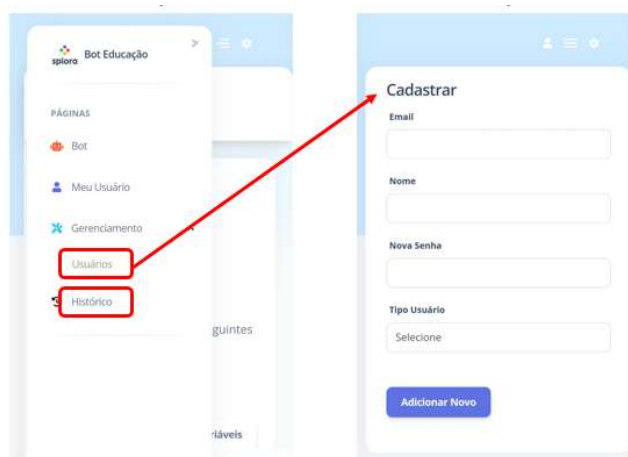 splora
Bot Educação
PÁGINAS
Bot
Meu Usuário
Gerenciamento
Usuários
Histórico
guintes
riáveis
Cadastrar
Email
Nome
Nova Senha
Tipo Usuário
Selecione
Adicionar Novo